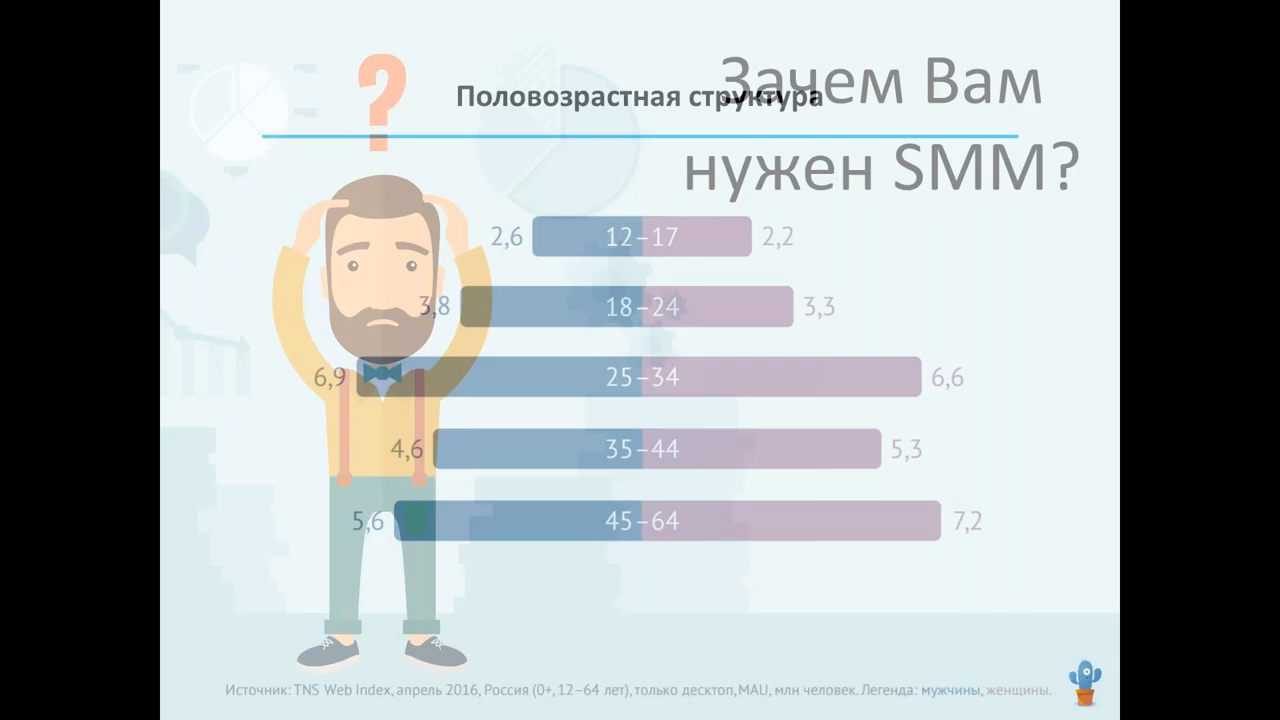 ?
Зачем Вам
Половозрастная структура
нужен SMM?
2,6 12–17 2,2
3,8 18–24 3,3
6,9 25–34 6,6
4,6 35–44 5,3
5,6 45–64 7,2
Источник: TNS Web Index, апрель 2016, Россия (0+, 12–64 лет), только десктоп, MAU, млн человек. Легенда: мужчины, женщины.